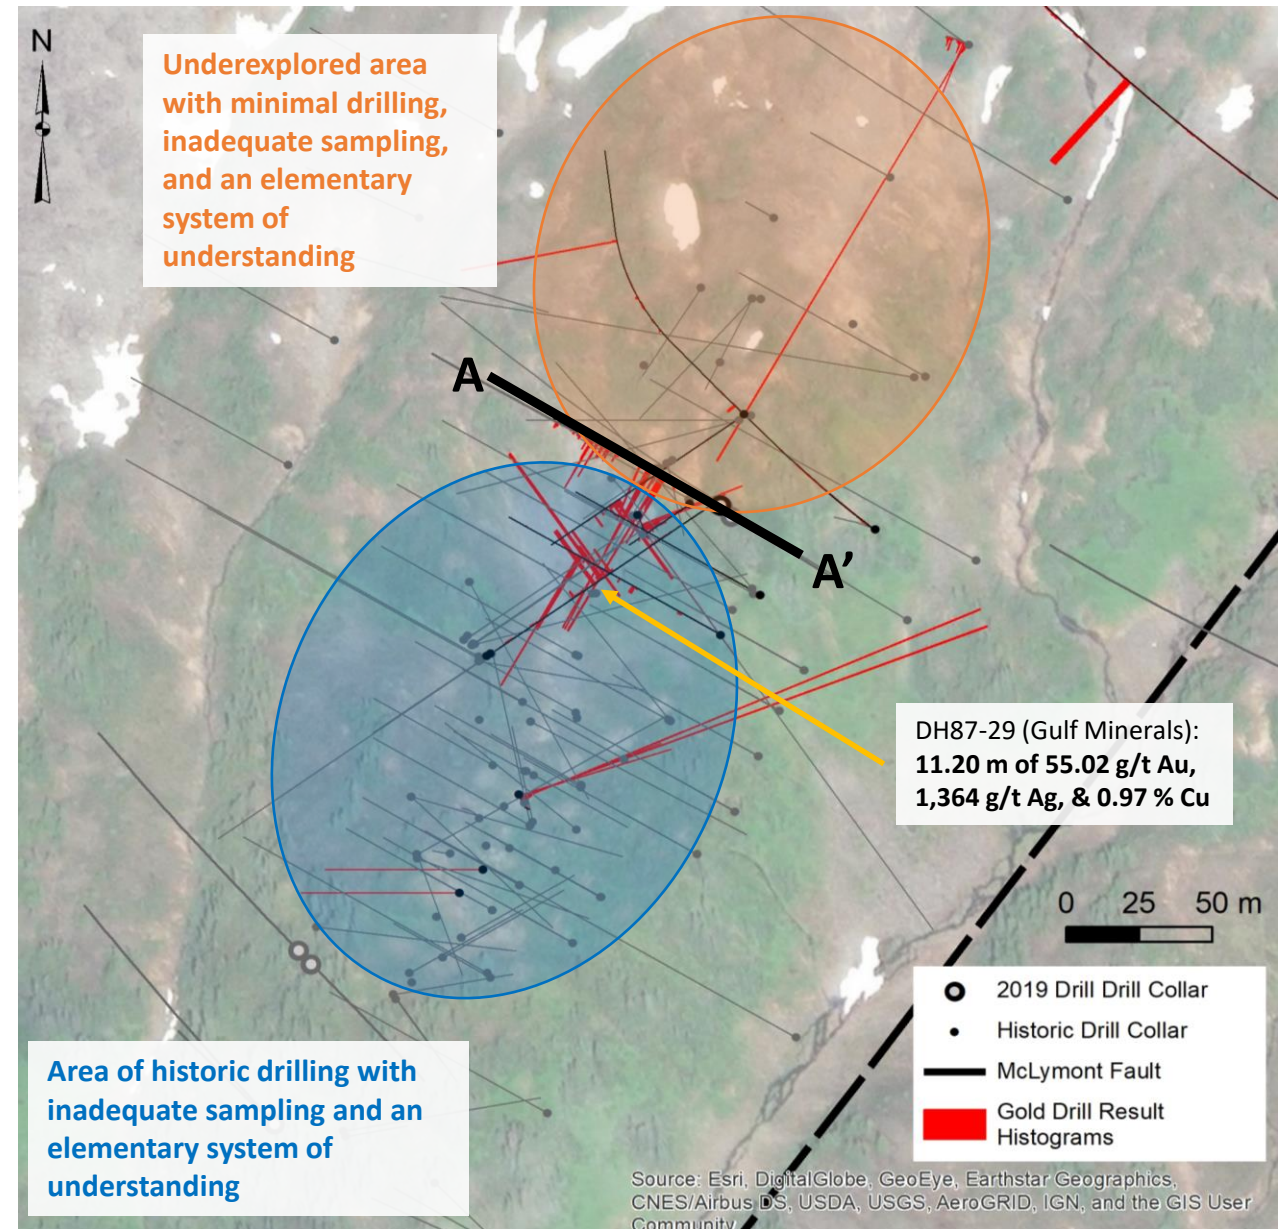 N
Underexplored area
with minimal drilling,
inadequate sampling,
and an elementary
system of
understanding
A
A’
DH87-29 (Gulf Minerals):
11.20 m of 55.02 g/t Au,
1,364 g/t Ag, & 0.97 % Cu
0 25 50 m
2019 Drill Drill Collar
Historic Drill Collar
McLymont Fault
Gold Drill Result
Histograms
Area of historic drilling with
inadequate sampling and an
elementary system of
understanding
Source: Esri, DigitalGlobe, GeoEye, Earthstar Geographics,
CNES/Airbus DS, USDA, USGS, AeroGRID, IGN, and the GIS User
Community